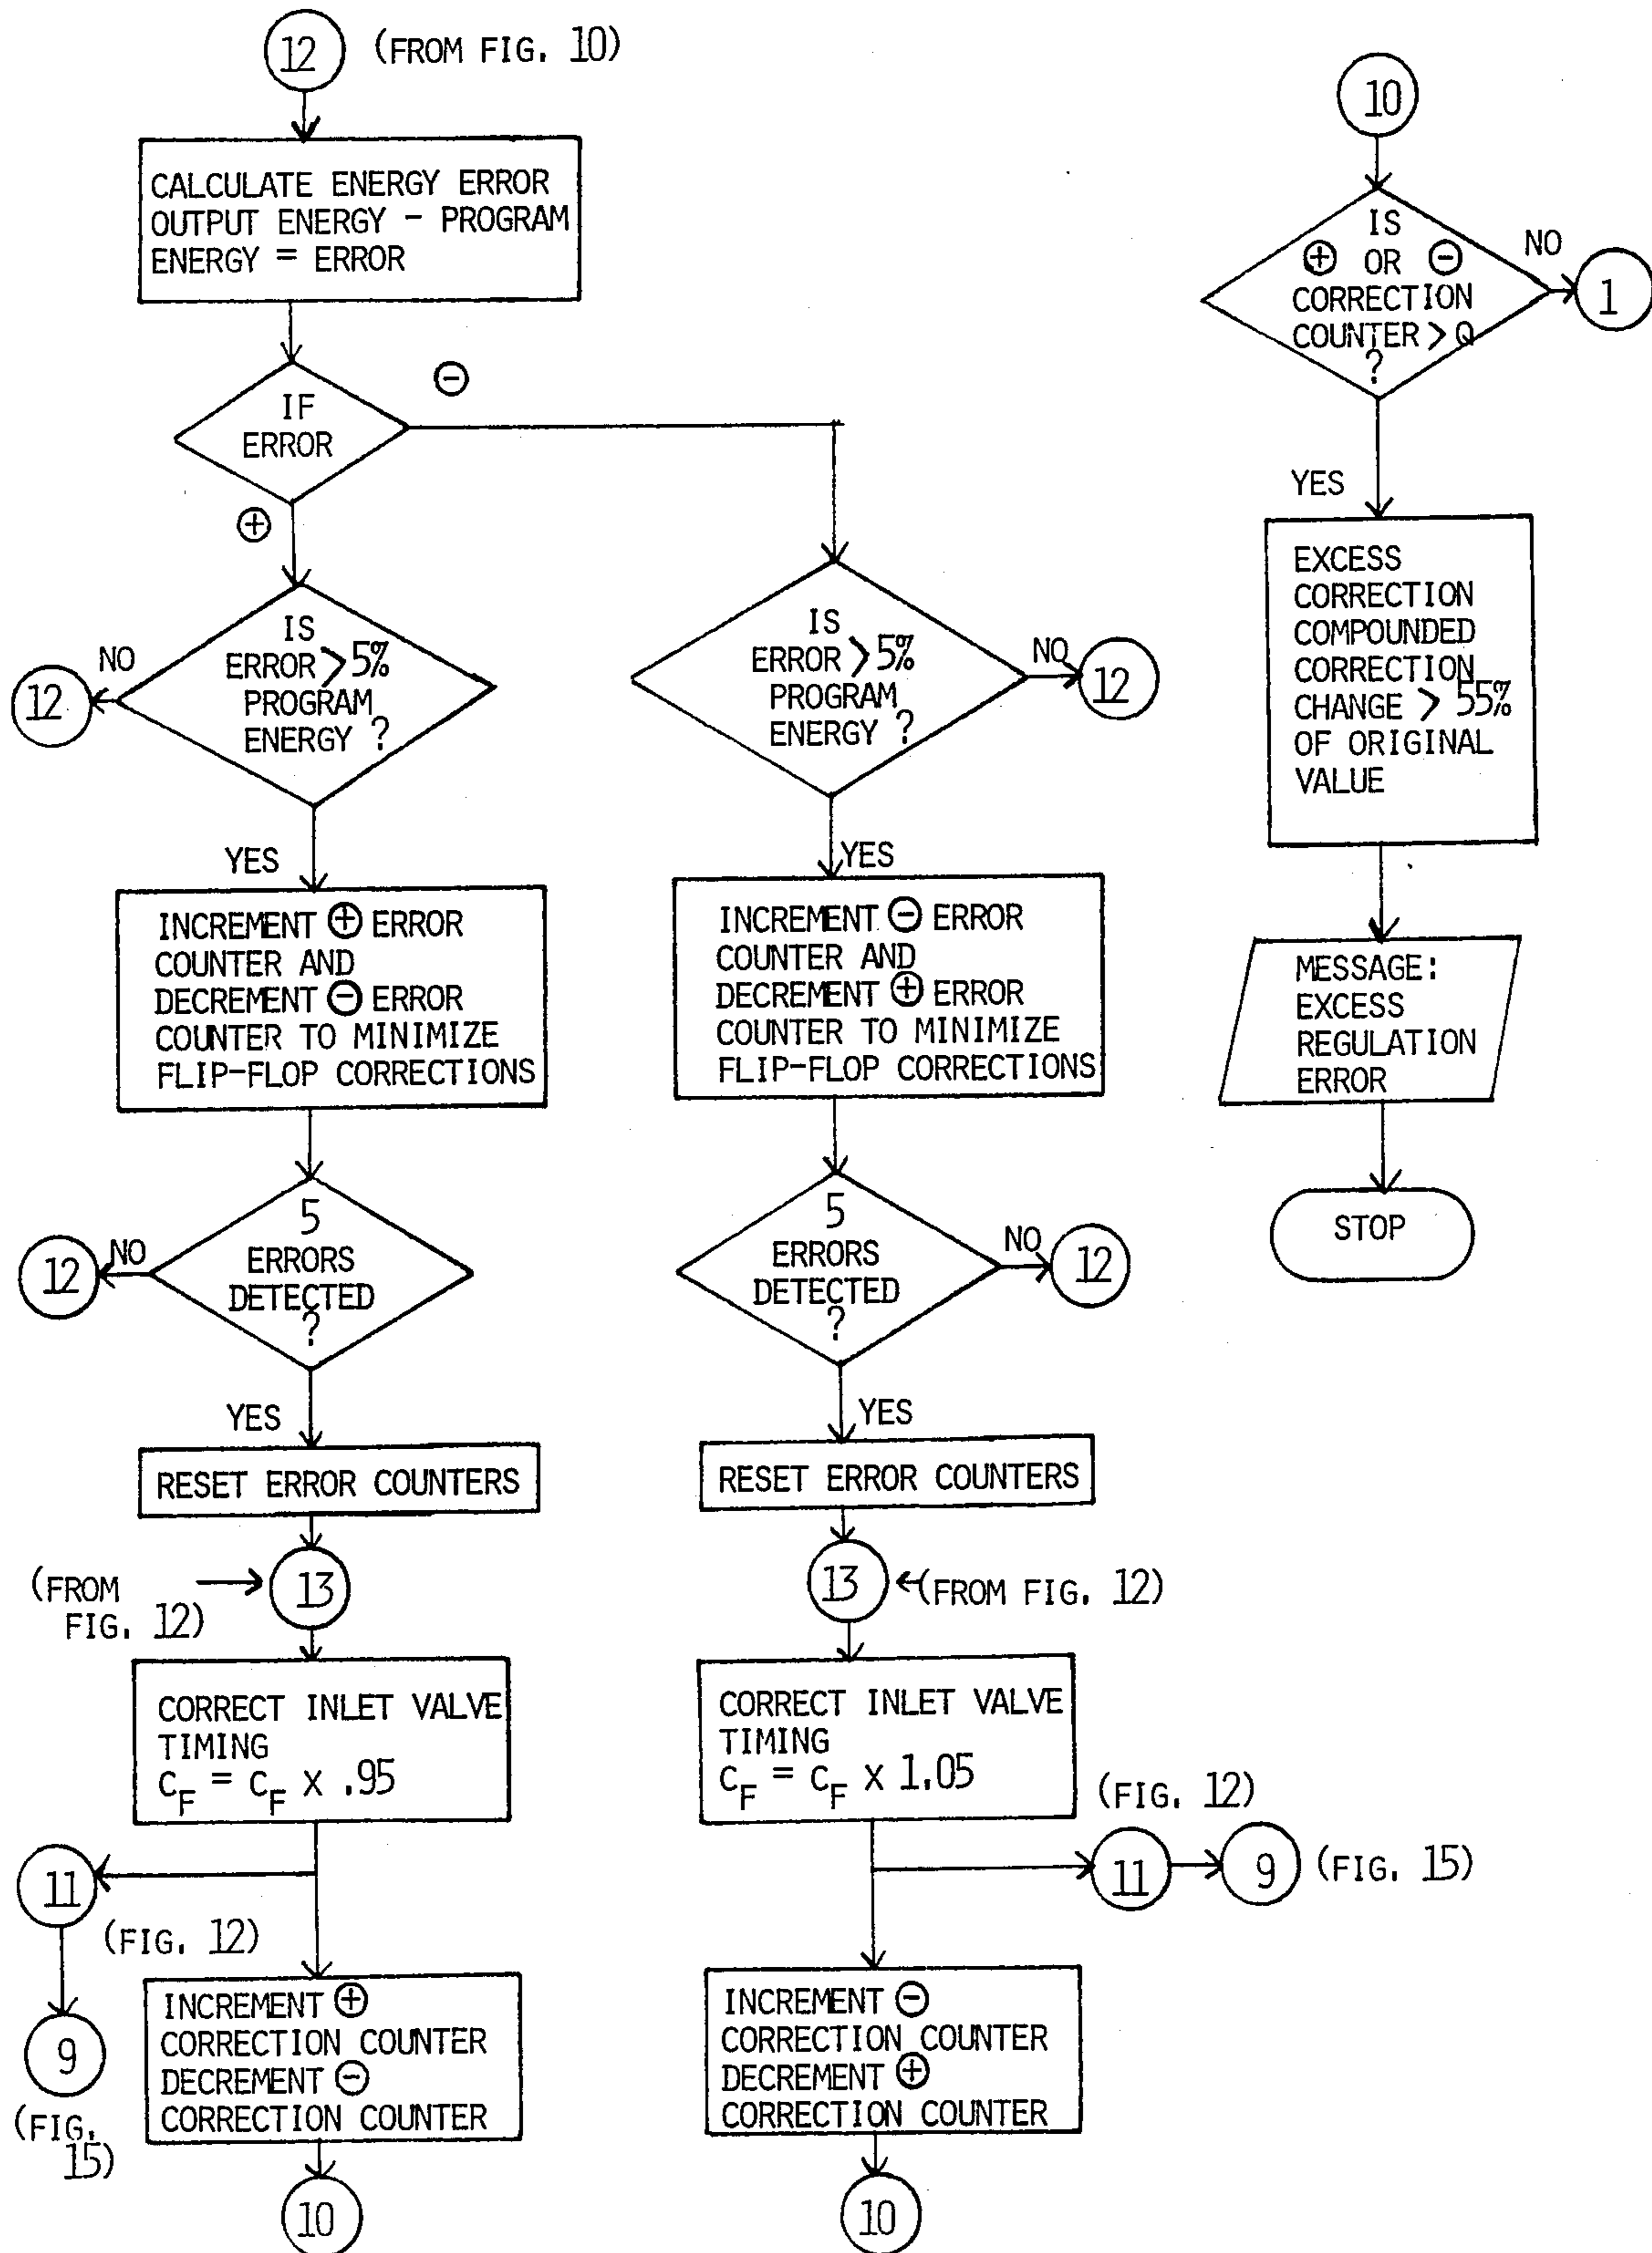 12 (FROM FIG. 10)
CALCULATE ENERGY ERROR
OUTPUT ENERGY - PROGRAM
ENERGY = ERROR
IF
ERROR
⊖
⊕
IS
ERROR > 5%
PROGRAM
ENERGY ?
NO
12
YES
INCREMENT ⊕ ERROR
COUNTER AND
DECREMENT ⊖ ERROR
COUNTER TO MINIMIZE
FLIP-FLOP CORRECTIONS
5
ERRORS
DETECTED
?
NO
12
YES
RESET ERROR COUNTERS
(FROM
FIG. 12)
13
CORRECT INLET VALVE
TIMING
C_F = C_F X .95
11
(FIG. 12)
9
(FIG.
15)
INCREMENT ⊕
CORRECTION COUNTER
DECREMENT ⊖
CORRECTION COUNTER
10
IS
ERROR > 5%
PROGRAM
ENERGY ?
NO
12
YES
INCREMENT ⊖ ERROR
COUNTER AND
DECREMENT ⊕ ERROR
COUNTER TO MINIMIZE
FLIP-FLOP CORRECTIONS
5
ERRORS
DETECTED
?
NO
12
YES
RESET ERROR COUNTERS
13
(FROM FIG. 12)
CORRECT INLET VALVE
TIMING
C_F = C_F X 1.05
(FIG. 12)
11
9
(FIG. 15)
INCREMENT ⊖
CORRECTION COUNTER
DECREMENT ⊕
CORRECTION COUNTER
10
10
IS
⊕ OR ⊖
CORRECTION
COUNTER > Q
?
NO
1
YES
EXCESS
CORRECTION
COMPOUNDED
CORRECTION
CHANGE > 55%
OF ORIGINAL
VALUE
MESSAGE:
EXCESS
REGULATION
ERROR
STOP